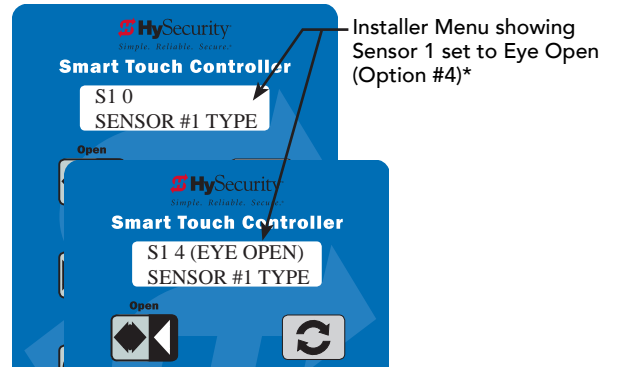 HySecurity
Simple. Reliable. Secure.
Smart Touch Controller
S1 0
SENSOR #1 TYPE
Open
HySecurity
Simple. Reliable. Secure.
Smart Touch Controller
S1 4 (EYE OPEN)
SENSOR #1 TYPE
Open
Installer Menu showing
Sensor 1 set to Eye Open
(Option #4)*